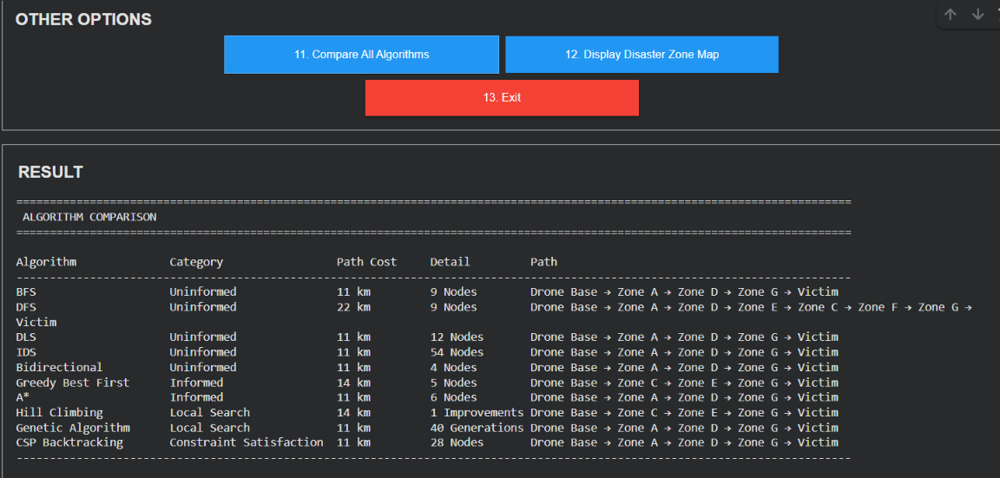 OTHER OPTIONS
11. Compare All Algorithms
12. Display Disaster Zone Map
13. Exit
RESULT
=============================================================================================================================
ALGORITHM COMPARISON
=============================================================================================================================
Algorithm Category Path Cost Detail Path
-----------------------------------------------------------------------------------------------------------------------------
BFS Uninformed 11 km 9 Nodes Drone Base → Zone A → Zone D → Zone G → Victim
DFS Uninformed 22 km 9 Nodes Drone Base → Zone A → Zone D → Zone E → Zone C → Zone F → Zone G →
Victim
DLS Uninformed 11 km 12 Nodes Drone Base → Zone A → Zone D → Zone G → Victim
IDS Uninformed 11 km 54 Nodes Drone Base → Zone A → Zone D → Zone G → Victim
Bidirectional Uninformed 11 km 4 Nodes Drone Base → Zone A → Zone D → Zone G → Victim
Greedy Best First Informed 14 km 5 Nodes Drone Base → Zone C → Zone E → Zone G → Victim
A* Informed 11 km 6 Nodes Drone Base → Zone A → Zone D → Zone G → Victim
Hill Climbing Local Search 14 km 1 Improvements Drone Base → Zone C → Zone E → Zone G → Victim
Genetic Algorithm Local Search 11 km 40 Generations Drone Base → Zone A → Zone D → Zone G → Victim
CSP Backtracking Constraint Satisfaction 11 km 28 Nodes Drone Base → Zone A → Zone D → Zone G → Victim
-----------------------------------------------------------------------------------------------------------------------------